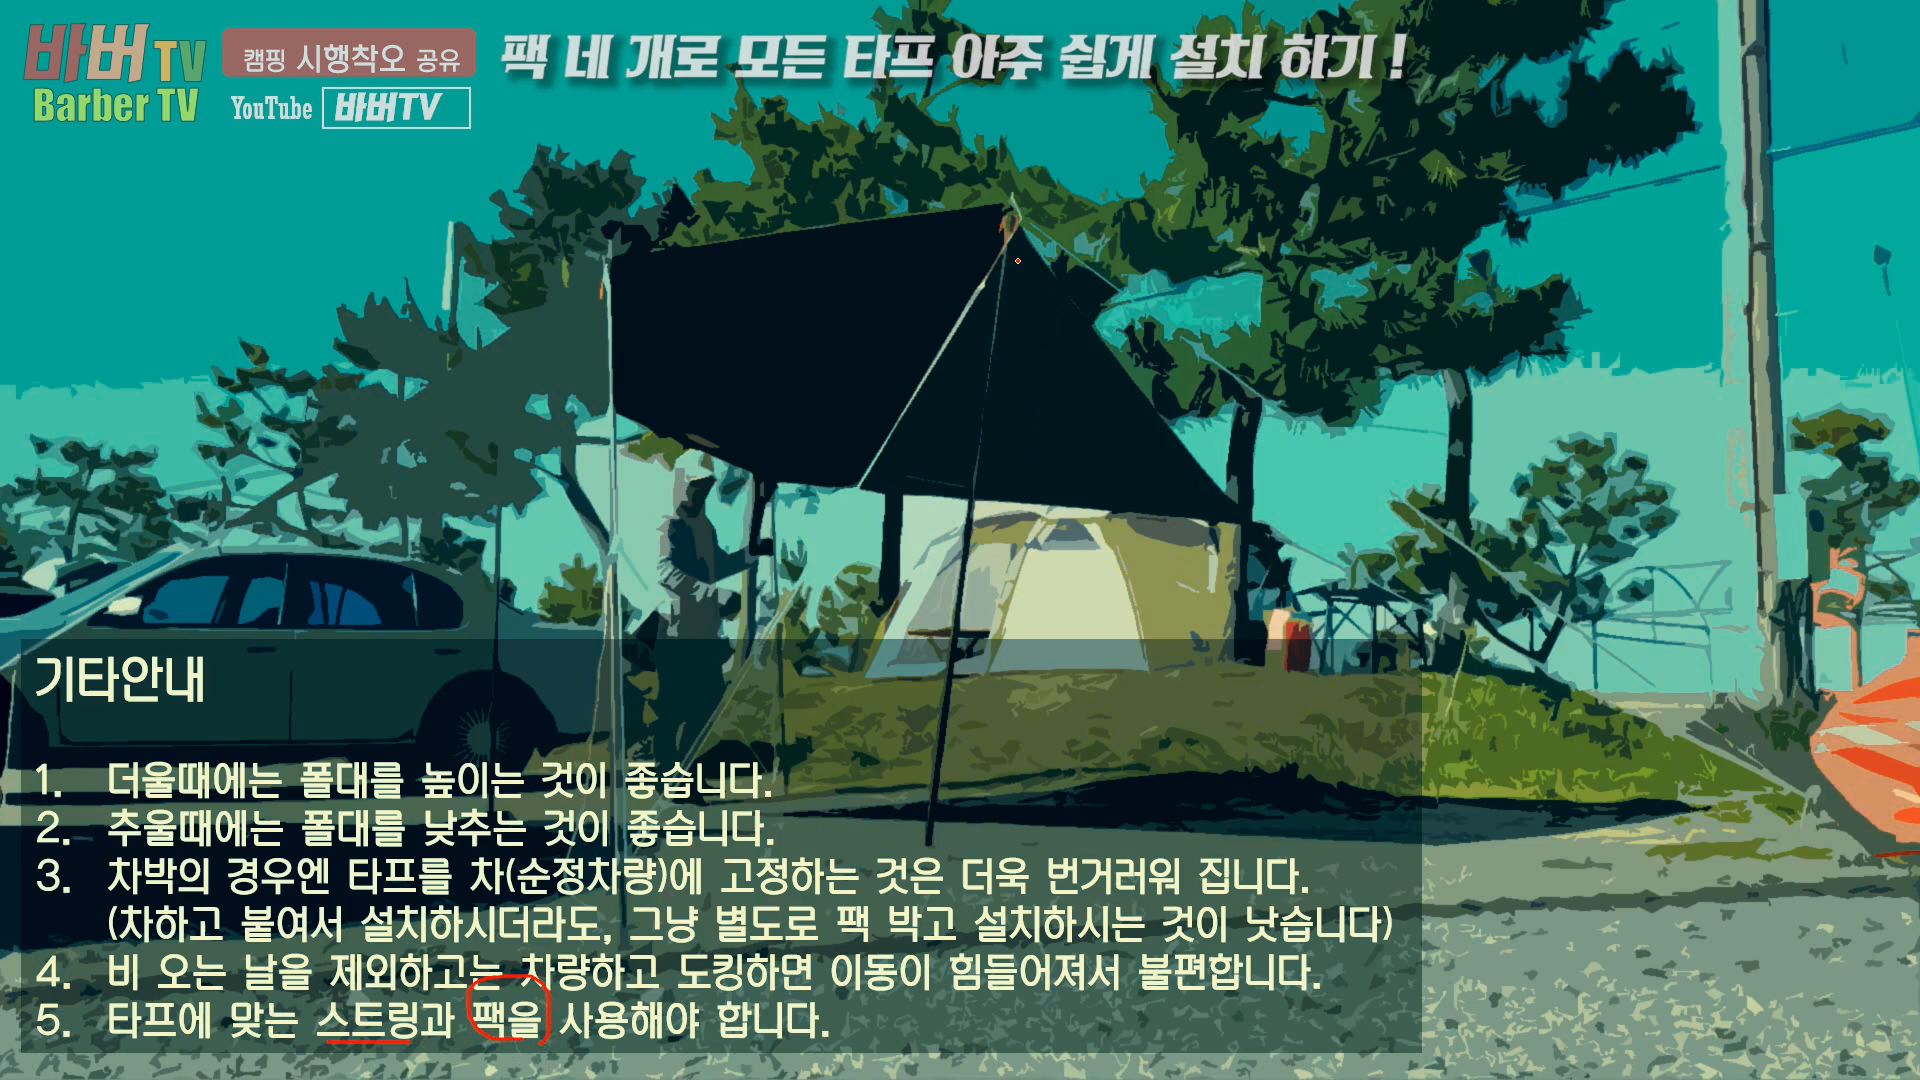 바버TV
Barber TV
캠핑 시행착오 공유
YouTube 바버TV
팩 네 개로 모든 타프 아주 쉽게 설치 하기 !
기타안내
1. 더울때에는 폴대를 높이는 것이 좋습니다.
2. 추울때에는 폴대를 낮추는 것이 좋습니다.
3. 차박의 경우엔 타프를 차(순정차량)에 고정하는 것은 더욱 번거러워 집니다.
(차하고 붙여서 설치하시더라도, 그냥 별도로 팩 박고 설치하시는 것이 낫습니다)
4. 비 오는 날을 제외하고는 차량하고 도킹하면 이동이 힘들어져서 불편합니다.
5. 타프에 맞는 스트링과 팩을 사용해야 합니다.